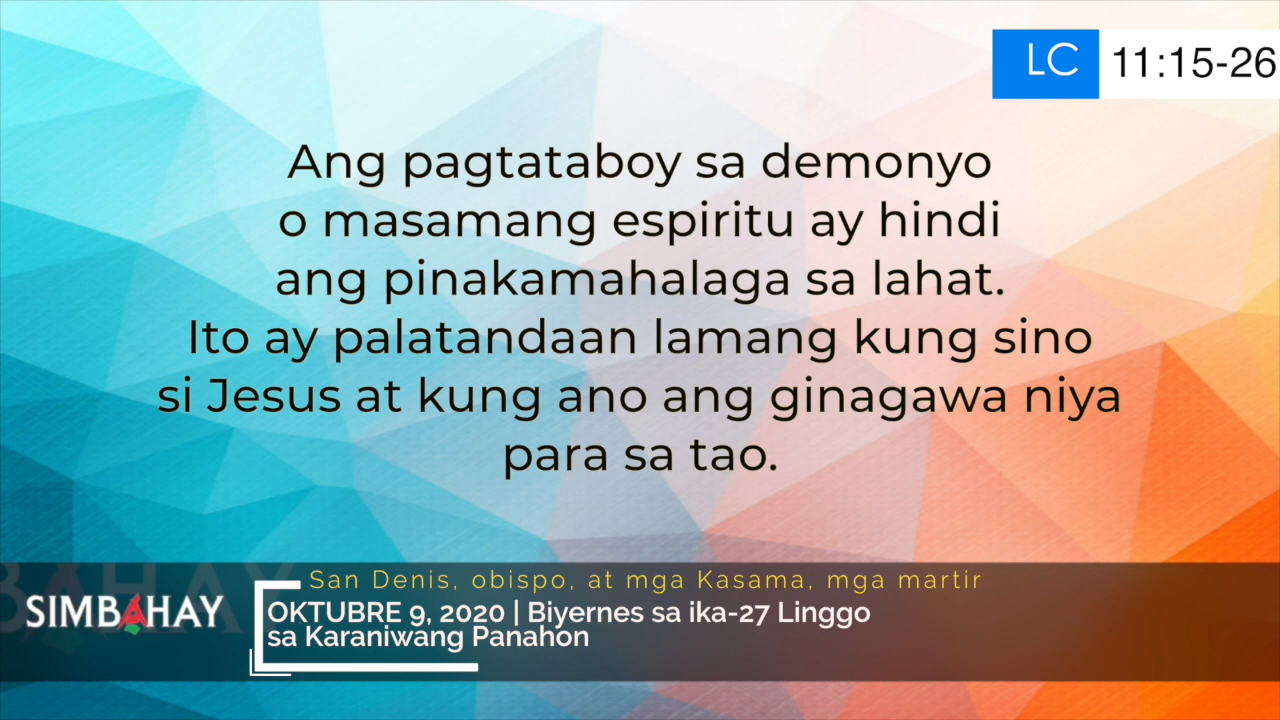 LC 11:15-26
Ang pagtataboy sa demonyo
o masamang espiritu ay hindi
ang pinakamahalaga sa lahat.
Ito ay palatandaan lamang kung sino
si Jesus at kung ano ang ginagawa niya
para sa tao.
San Denis, obispo, at mga Kasama, mga martir
SIMBAHAY
OKTUBRE 9, 2020 | Biyernes sa ika-27 Linggo
sa Karaniwang Panahon